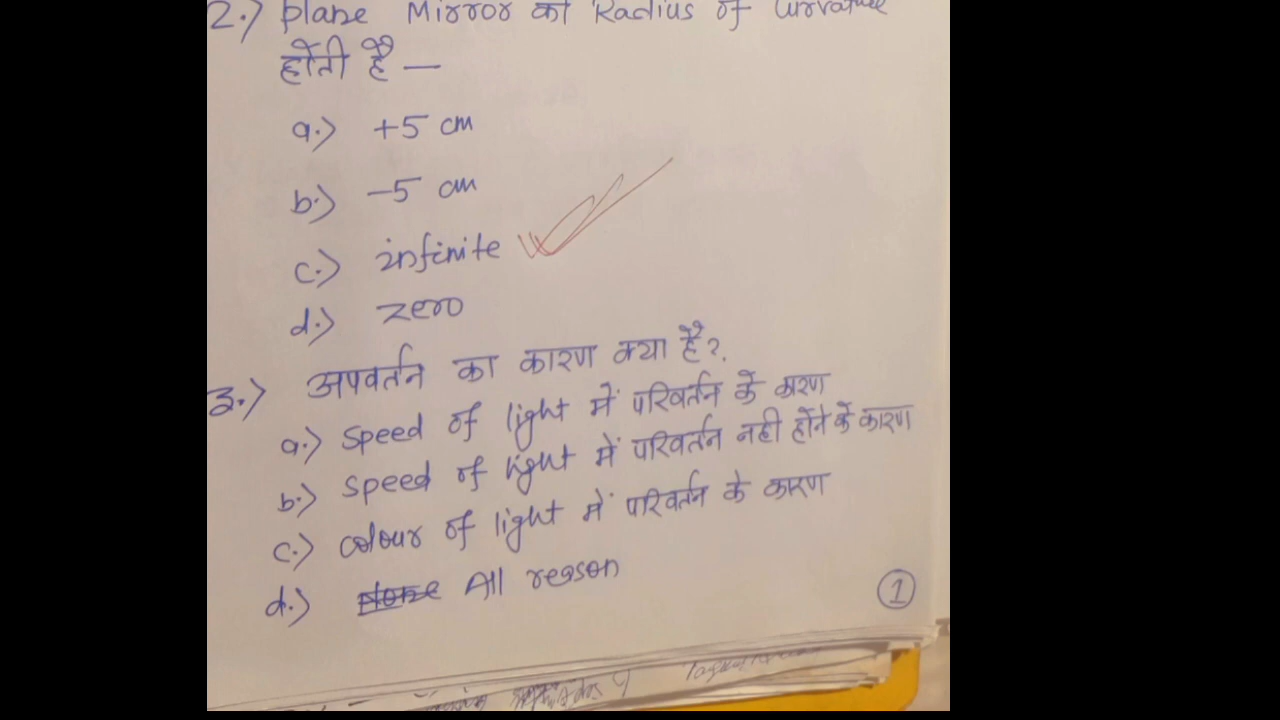 2.) plane Mirror की Radius of Curvature
होती है —
a.) +5 cm
b.) -5 cm
c.) infinite
d.) zero
3.) अपवर्तन का कारण क्या है?.
a.) speed of light में परिवर्तन के कारण
b.) speed of light में परिवर्तन नही होने के कारण
c.) colour of light में परिवर्तन के कारण
d.) All reason
1